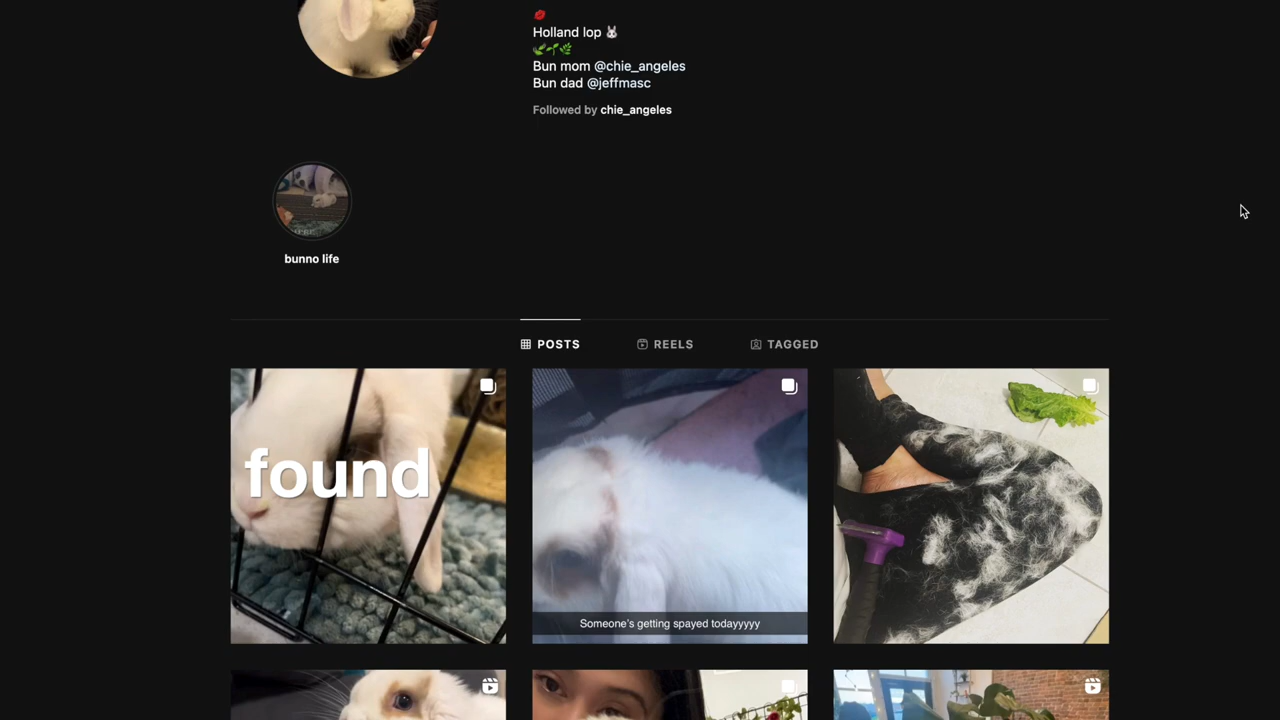 Holland lop
Bun mom @chie_angeles
Bun dad @jeffmasc
Followed by chie_angeles
bunno life
POSTS
REELS
TAGGED
found
Someone's getting spayed todayyyyy